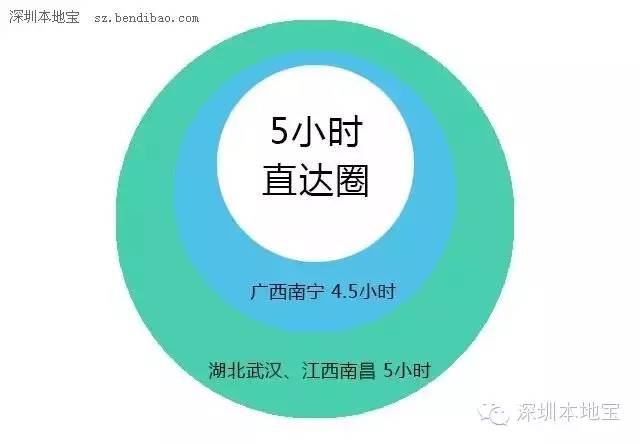 深圳本地宝 sz.bendibao.com
5小时
直达圈
广西南宁 4.5小时
湖北武汉、江西南昌 5小时
深圳本地宝